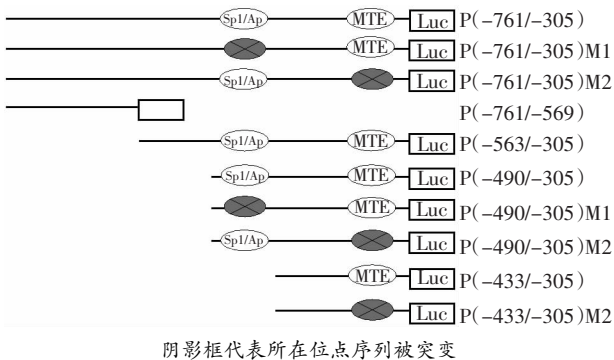 Sp1/Ap MTE Luc P(-761/-305)
MTE Luc P(-761/-305)M1
Sp1/Ap Luc P(-761/-305)M2
P(-761/-569)
Sp1/Ap MTE Luc P(-563/-305)
Sp1/Ap MTE Luc P(-490/-305)
MTE Luc P(-490/-305)M1
Sp1/Ap Luc P(-490/-305)M2
MTE Luc P(-433/-305)
Luc P(-433/-305)M2
阴影框代表所在位点序列被突变